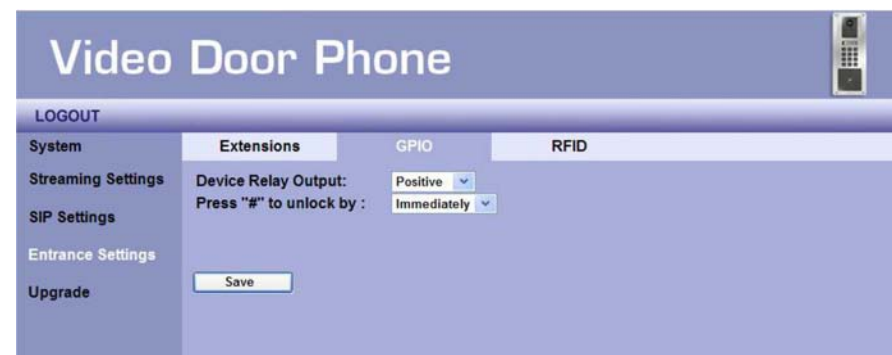 Video Door Phone
LOGOUT
System
Extensions
GPIO
RFID
Streaming Settings
Device Relay Output:
Positive
Press "#" to unlock by :
Immediately
SIP Settings
Entrance Settings
Save
Upgrade